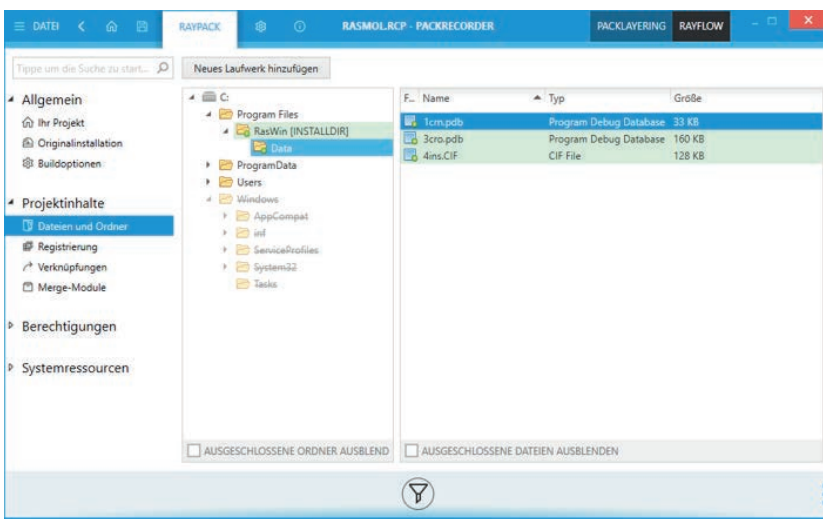 DATEI RAYPACK RASMOL.RCP - PACKRECORDER PACKLAYERING RAYFLOW
Tippe um die Suche zu start... Neues Laufwerk hinzufügen
Allgemein
Ihr Projekt
Originalinstallation
Buildoptionen
Projektinhalte
Dateien und Ordner
Registrierung
Verknüpfungen
Merge-Module
Berechtigungen
Systemressourcen
C:
Program Files
RasWin [INSTALLDIR]
Data
ProgramData
Users
Windows
AppCompat
inf
ServiceProfiles
System32
Tasks
AUSGESCHLOSSENE ORDNER AUSBLEND
F... Name Typ Größe
1crn.pdb Program Debug Database 33 KB
3cro.pdb Program Debug Database 160 KB
4ins.CIF CIF File 128 KB
AUSGESCHLOSSENE DATEIEN AUSBLENDEN